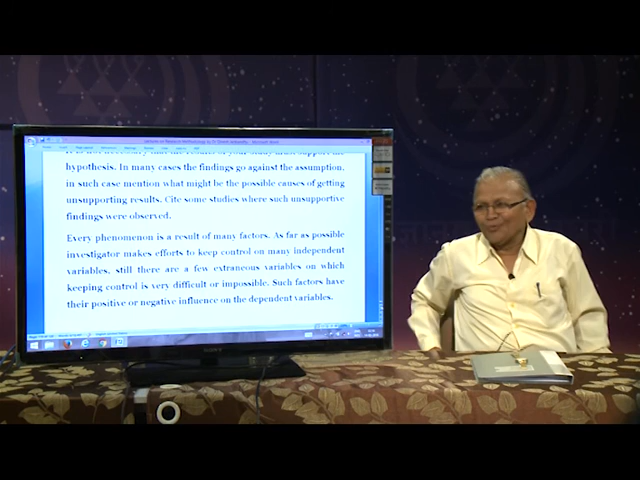 hypothesis. In many cases the findings go against the assumption,
in such case mention what might be the possible causes of getting
unsupporting results. Cite some studies where such unsupportive
findings were observed.
Every phenomenon is a result of many factors. As far as possible
investigator makes efforts to keep control on many independent
variables, still there are a few extraneous variables on which
keeping control is very difficult or impossible. Such factors have
their positive or negative influence on the dependent variables.
SONY